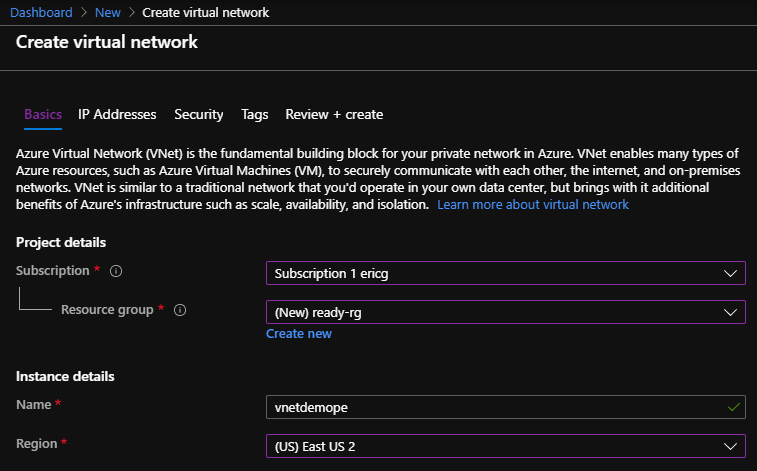 Dashboard > New > Create virtual network
Create virtual network
Basics IP Addresses Security Tags Review + create
Azure Virtual Network (VNet) is the fundamental building block for your private network in Azure. VNet enables many types of
Azure resources, such as Azure Virtual Machines (VM), to securely communicate with each other, the internet, and on-premises
networks. VNet is similar to a traditional network that you'd operate in your own data center, but brings with it additional
benefits of Azure's infrastructure such as scale, availability, and isolation. Learn more about virtual network
Project details
Subscription * Subscription 1 ericg
Resource group * (New) ready-rg
Create new
Instance details
Name * vnetdemope
Region * (US) East US 2